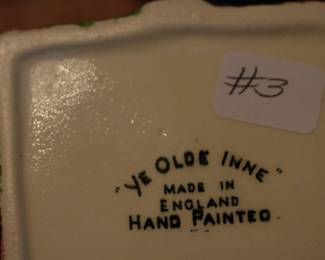 #3
"YE OLDE INNE"
MADE IN
ENGLAND
HAND PAINTED